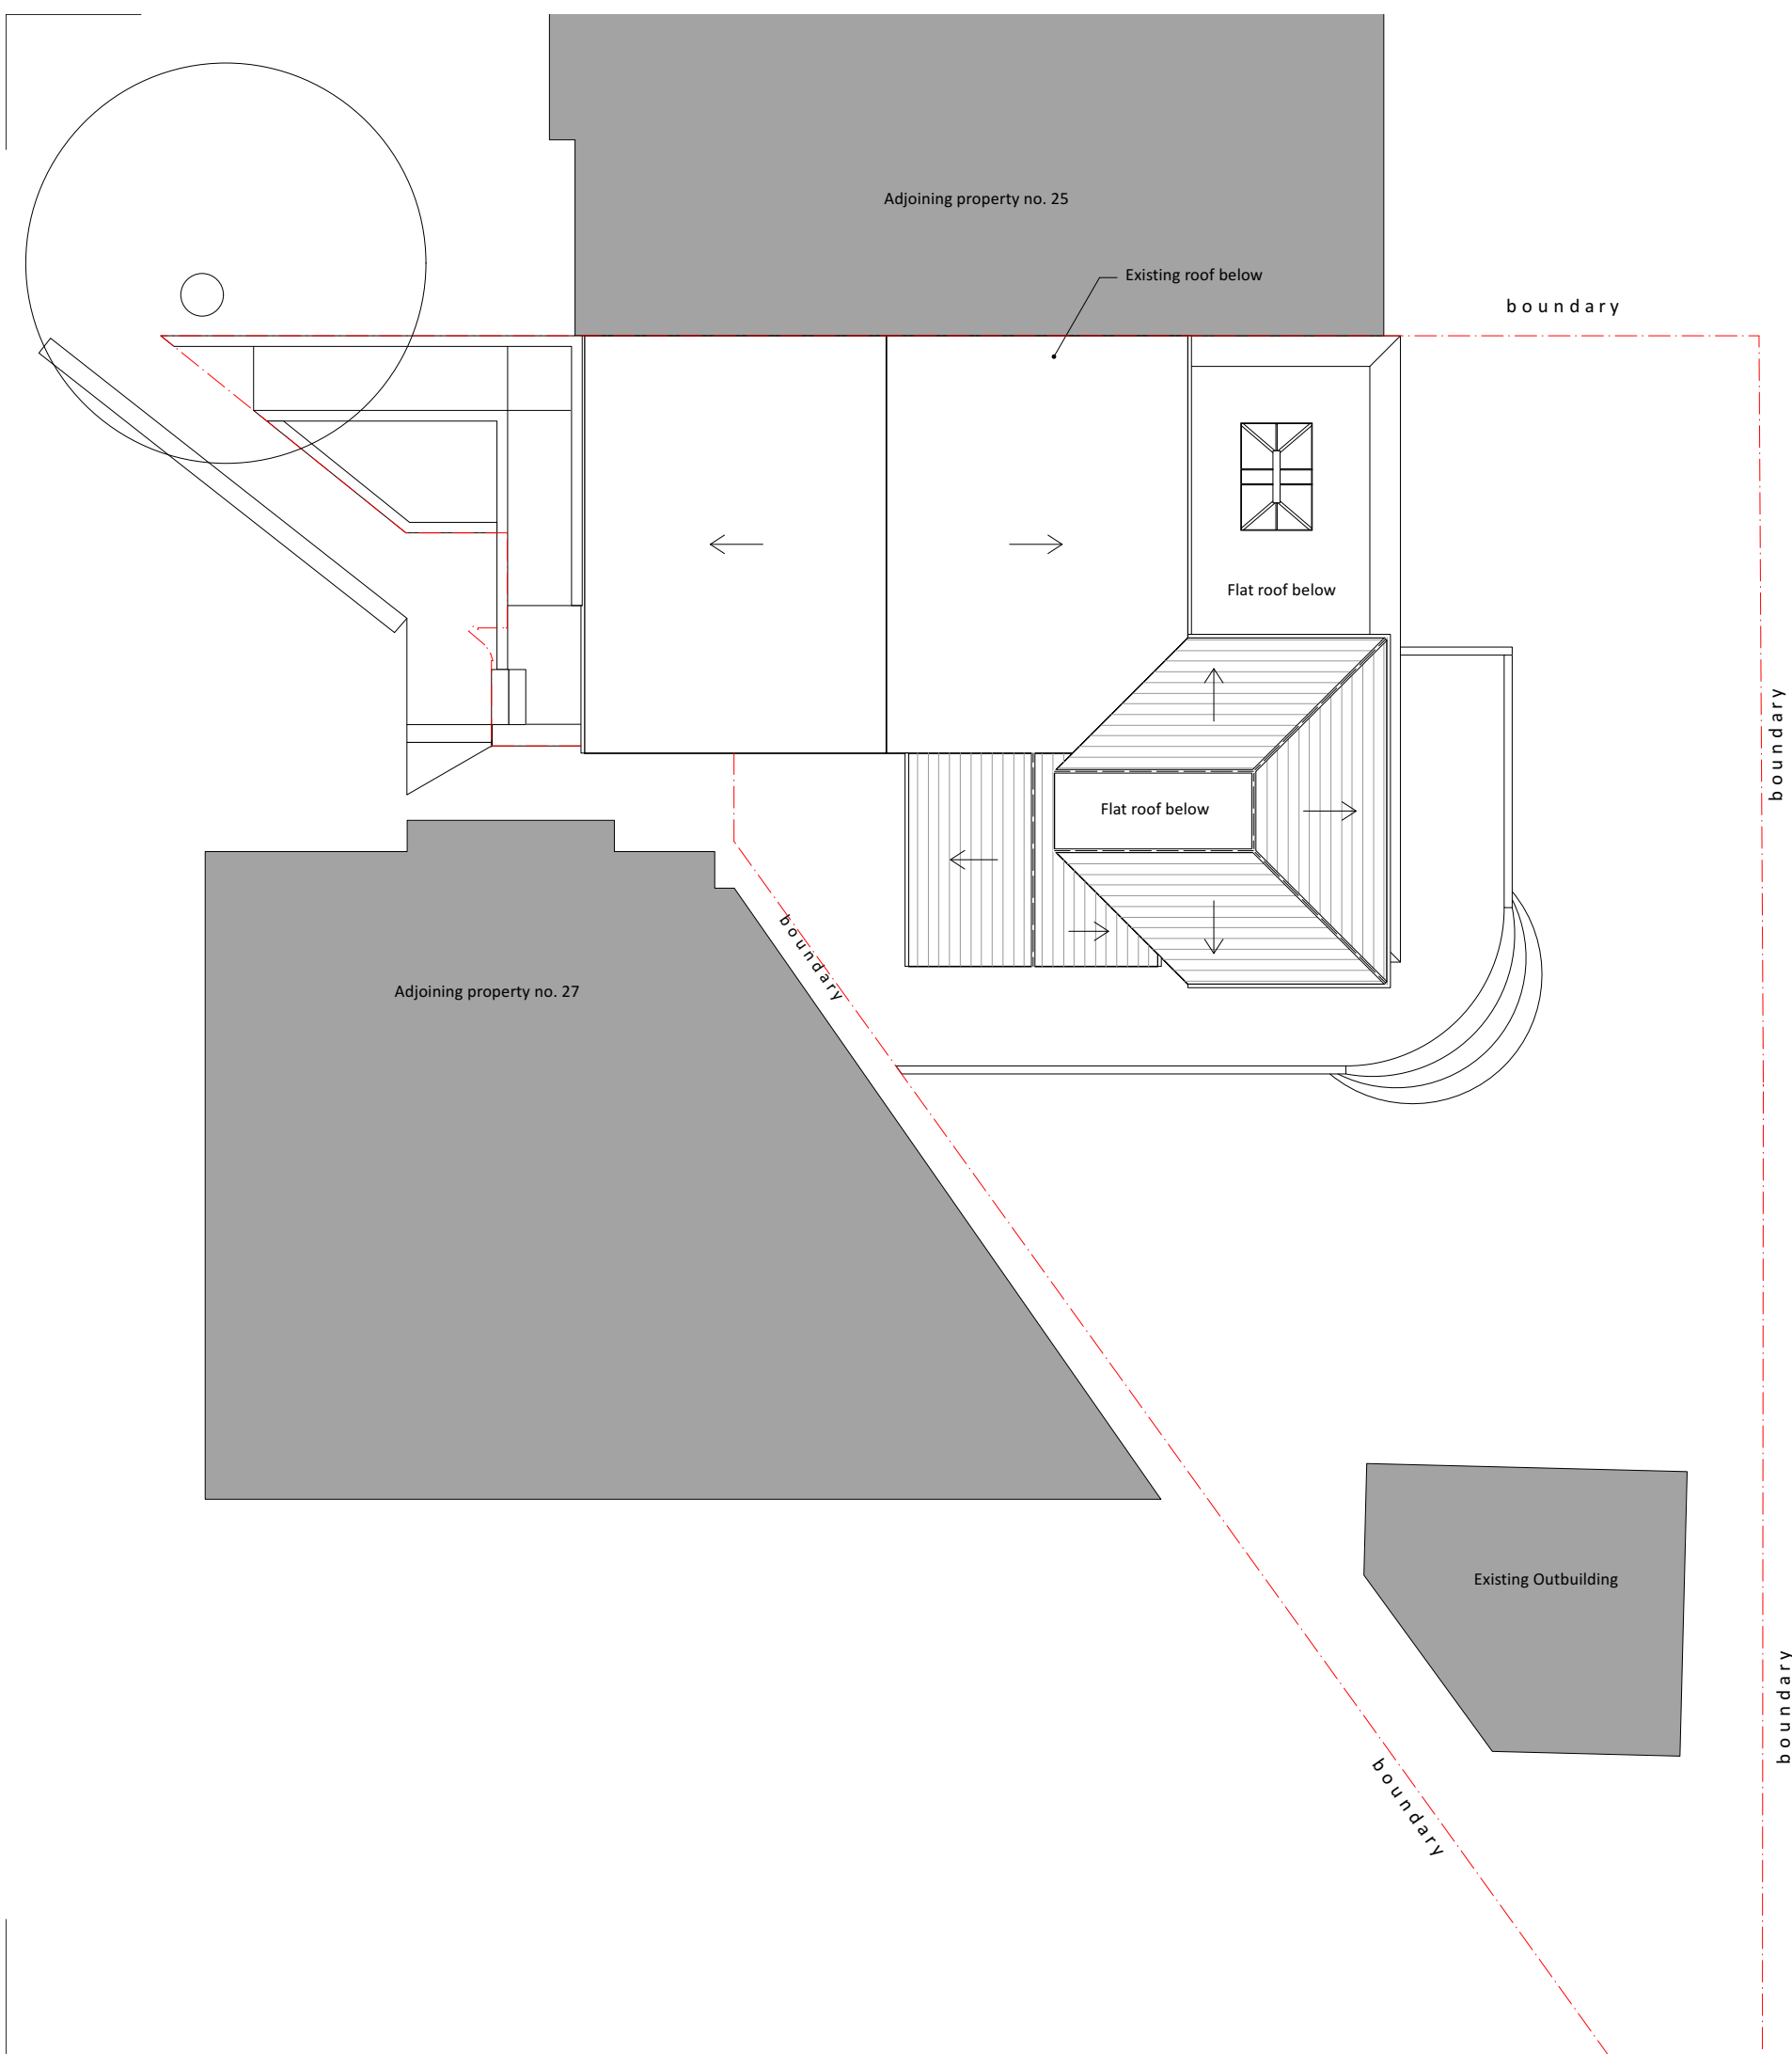 Adjoining property no. 25
Existing roof below
boundary
Flat roof below
boundary
Flat roof below
boundary
Adjoining property no. 27
Existing Outbuilding
boundary
boundary